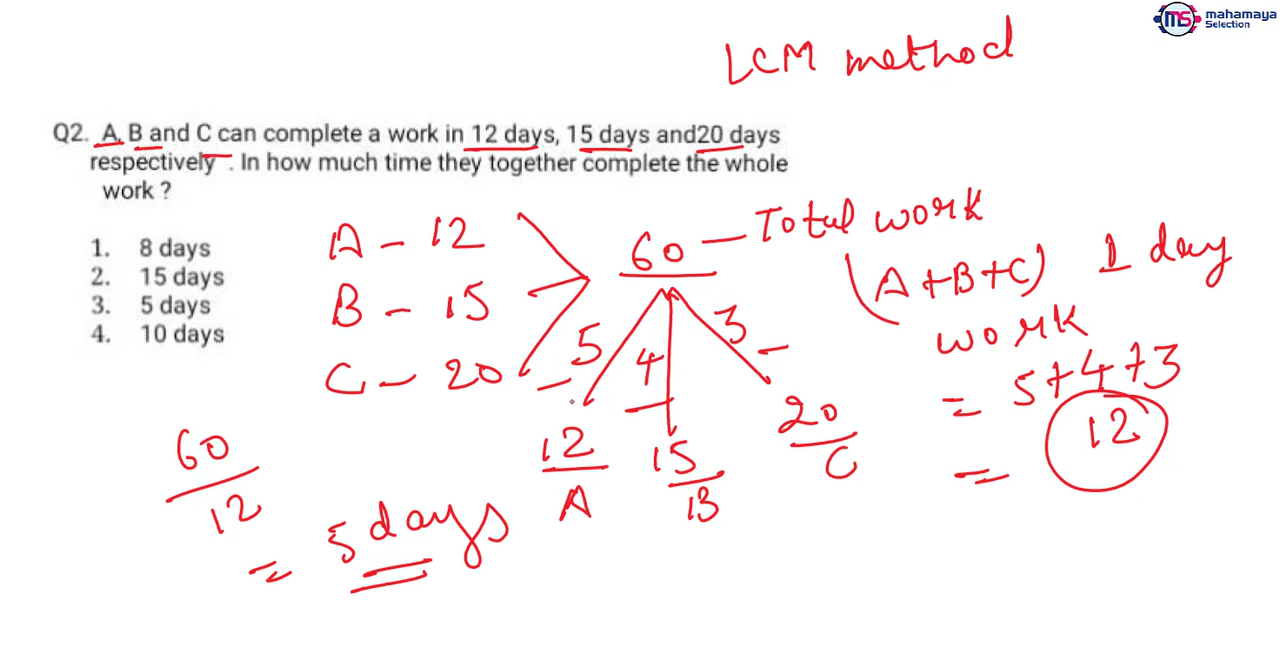 mahamaya
Selection
LCM method
Q2. A, B and C can complete a work in 12 days, 15 days and20 days
respectively . In how much time they together complete the whole
work ?
1. 8 days
2. 15 days
3. 5 days
4. 10 days
A - 12
B - 15
C - 20
60 - Total work
5 4 3
12/A
15/B
20/C
(A+B+C) 1 day
work
= 5+4+3
= 12
60/12
= 5 days